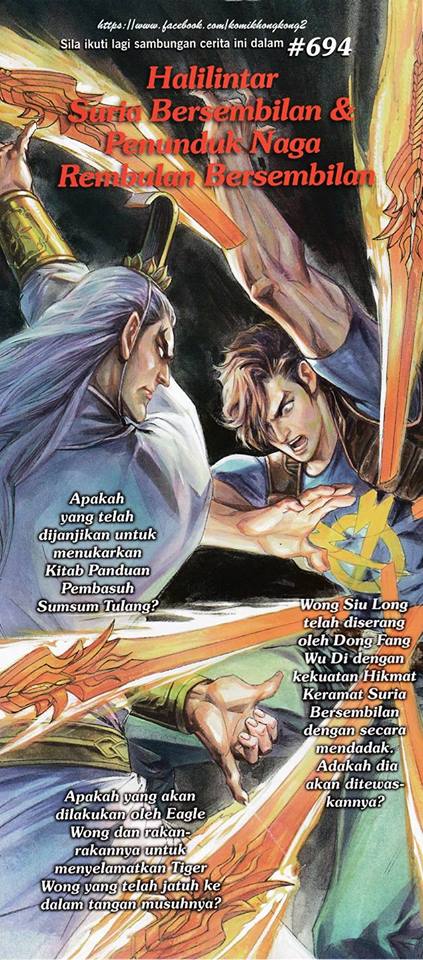 https://www.facebook.com/komikhongkong2
Sila ikuti lagi sambungan cerita ini dalam #694
Halilintar
Suria Bersembilan &
Penunduk Naga
Rembulan Bersembilan
Apakah
yang telah
dijanjikan untuk
menukarkan
Kitab Panduan
Pembasuh
Sumsum Tulang?
Wong Siu Long
telah diserang
oleh Dong Fang
Wu Di dengan
kekuatan Hikmat
Keramat Suria
Bersembilan
dengan secara
mendadak.
Adakah dia
akan ditewas-
kannya?
Apakah yang akan
dilakukan oleh Eagle
Wong dan rakan-
rakannya untuk
menyelamatkan Tiger
Wong yang telah jatuh ke
dalam tangan musuhnya?